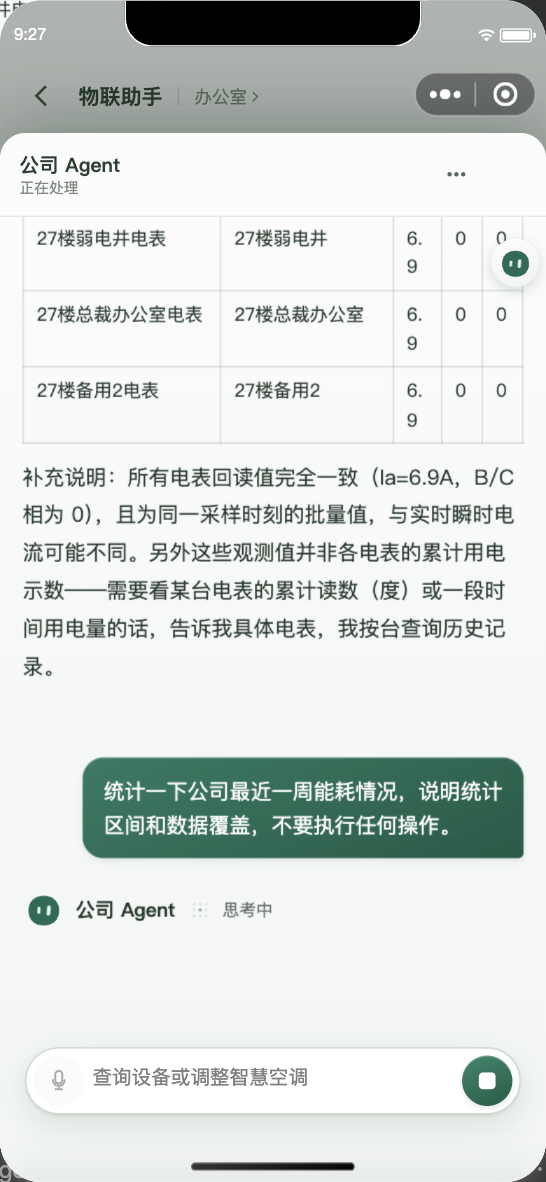 9:27
物联助手
办公室
公司 Agent
正在处理
27楼弱电井电表 27楼弱电井 6.9 0 0
27楼总裁办公室电表 27楼总裁办公室 6.9 0 0
27楼备用2电表 27楼备用2 6.9 0 0
补充说明：所有电表回读值完全一致（Ia=6.9A，B/C
相为 0），且为同一采样时刻的批量值，与实时瞬时电
流可能不同。另外这些观测值并非各电表的累计用电
示数——需要看某台电表的累计读数（度）或一段时
间用电量的话，告诉我具体电表，我按台查询历史记
录。
统计一下公司最近一周能耗情况，说明统计
区间和数据覆盖，不要执行任何操作。
公司 Agent 思考中
查询设备或调整智慧空调